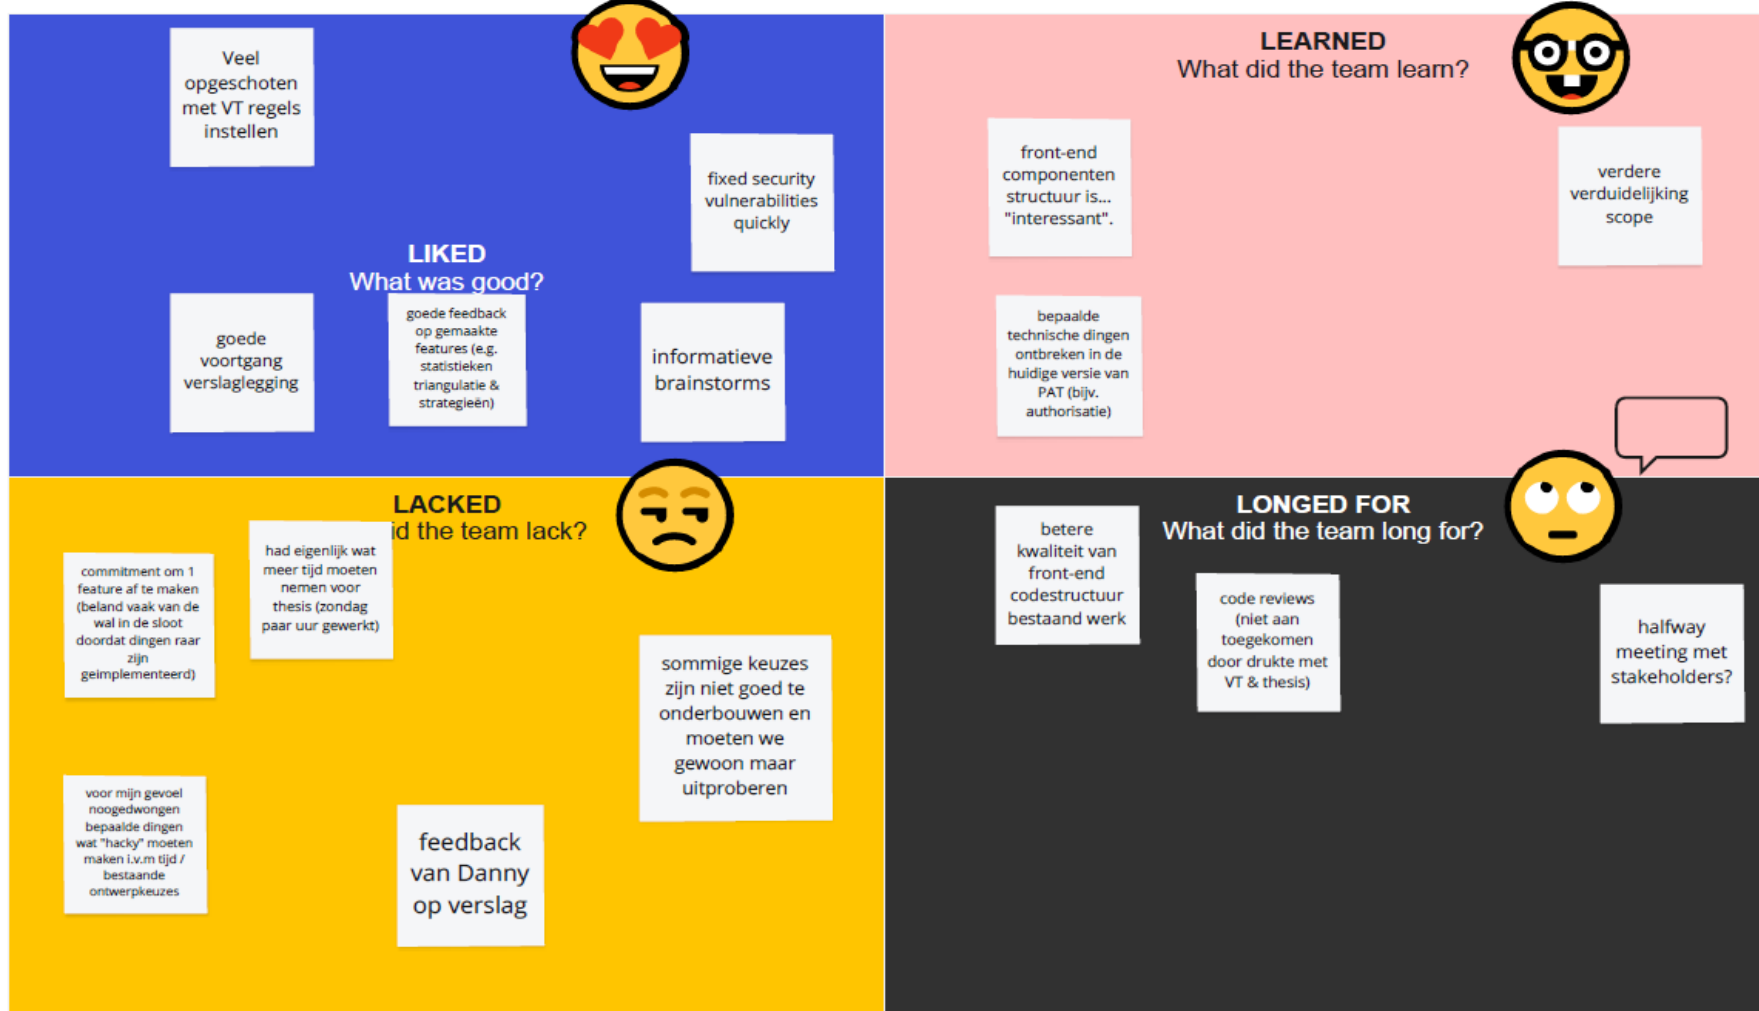 Veel
opgeschoten
met VT regels
instellen
fixed security
vulnerabilities
quickly
LIKED
What was good?
goede
voortgang
verslaglegging
goede feedback
op gemaakte
features (e.g.
statistieken
triangulatie &
strategieën)
informatieve
brainstorms
LEARNED
What did the team learn?
front-end
componenten
structuur is...
"interessant".
verdere
verduidelijking
scope
bepaalde
technische dingen
ontbreken in de
huidige versie van
PAT (bijv.
authorisatie)
LACKED
id the team lack?
commitment om 1
feature af te maken
(beland vaak van de
wal in de sloot
doordat dingen raar
zijn
geimplementeerd)
had eigenlijk wat
meer tijd moeten
nemen voor
thesis (zondag
paar uur gewerkt)
sommige keuzes
zijn niet goed te
onderbouwen en
moeten we
gewoon maar
uitproberen
voor mijn gevoel
noogedwongen
bepaalde dingen
wat "hacky" moeten
maken i.v.m tijd /
bestaande
ontwerpkeuzes
feedback
van Danny
op verslag
LONGED FOR
What did the team long for?
betere
kwaliteit van
front-end
codestructuur
bestaand werk
code reviews
(niet aan
toegekomen
door drukte met
VT & thesis)
halfway
meeting met
stakeholders?